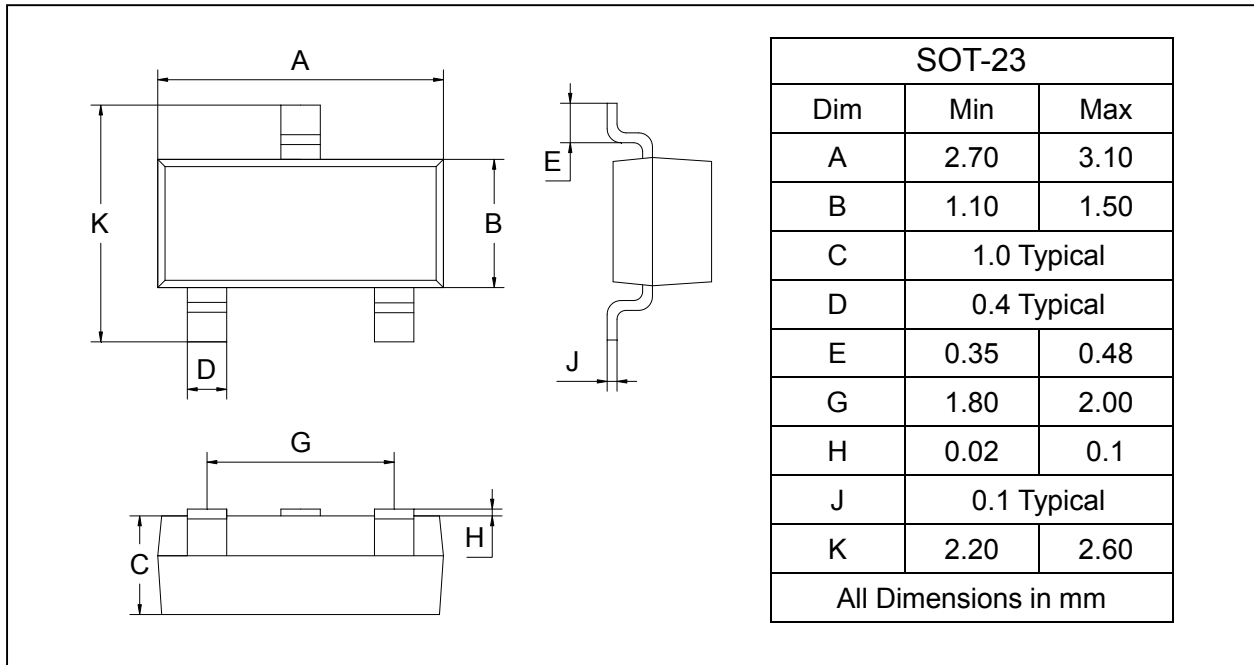 A
K
B
D
E
J
G
C
H
SOT-23
Dim Min Max
A 2.70 3.10
B 1.10 1.50
C 1.0 Typical
D 0.4 Typical
E 0.35 0.48
G 1.80 2.00
H 0.02 0.1
J 0.1 Typical
K 2.20 2.60
All Dimensions in mm